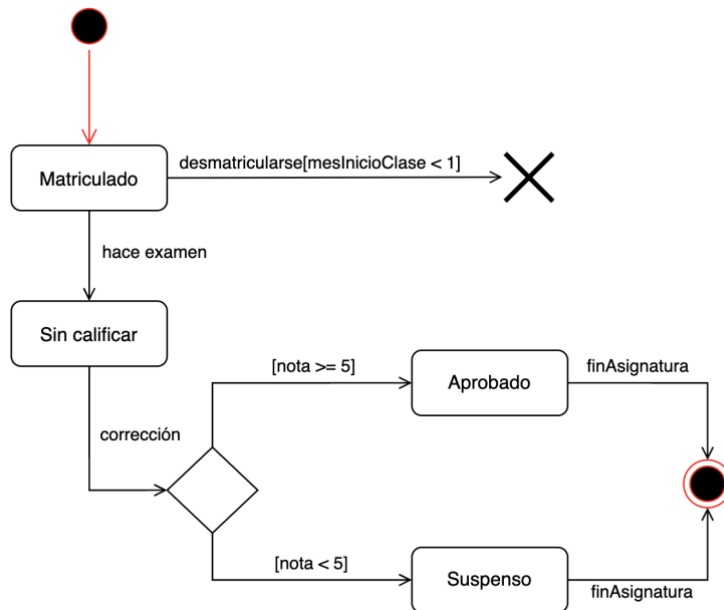 desmatricularse[mesInicioClase < 1]
Matriculado
hace examen
Sin calificar
[nota >= 5]
Aprobado
finAsignatura
corrección
[nota < 5]
Suspenso
finAsignatura